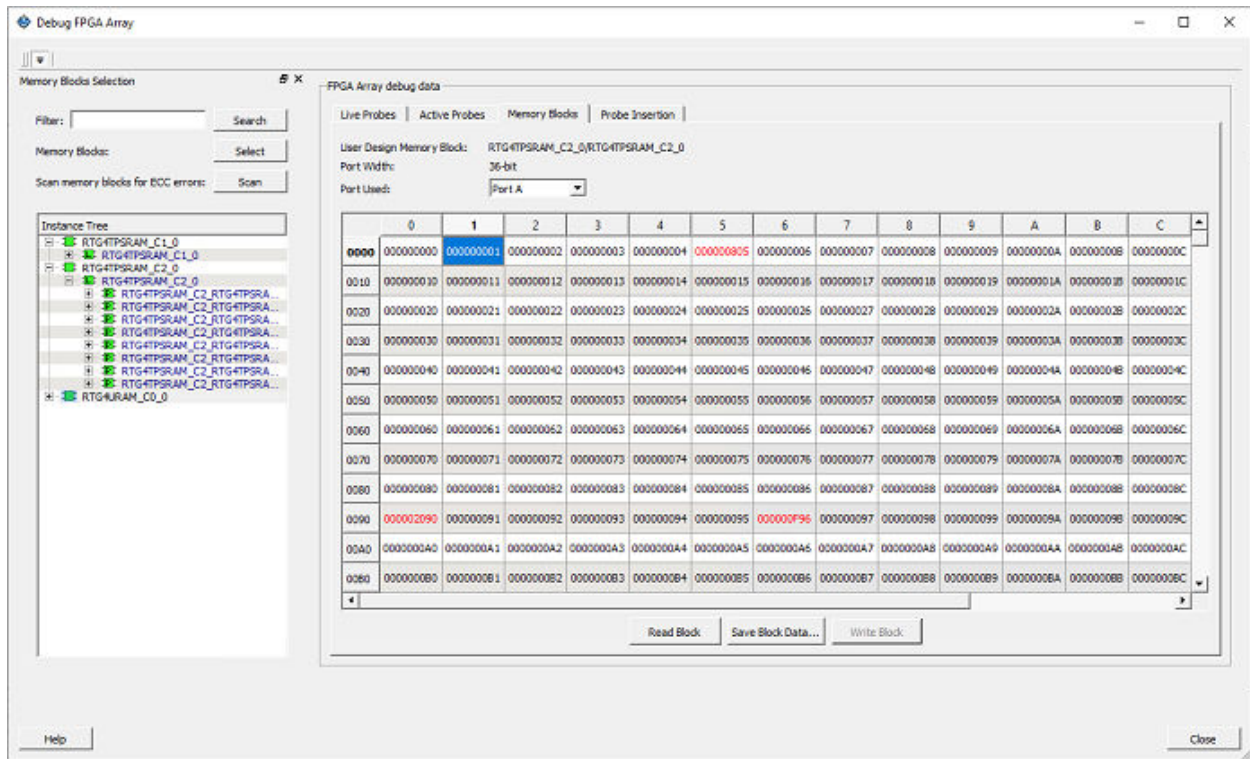 Debug FPGA Array
Memory Blocks Selection
Filter: Search
Memory Blocks: Select
Scan memory blocks for ECC errors: Scan
Instance Tree
RTG4TPSRAM_C1_0
RTG4TPSRAM_C1_0
RTG4TPSRAM_C2_0
RTG4TPSRAM_C2_0
RTG4TPSRAM_C2_RTG4TPSRA...
RTG4TPSRAM_C2_RTG4TPSRA...
RTG4TPSRAM_C2_RTG4TPSRA...
RTG4TPSRAM_C2_RTG4TPSRA...
RTG4TPSRAM_C2_RTG4TPSRA...
RTG4TPSRAM_C2_RTG4TPSRA...
RTG4TPSRAM_C2_RTG4TPSRA...
RTG4TPSRAM_C2_RTG4TPSRA...
RTG4URAM_C0_0
FPGA Array debug data
Live Probes Active Probes Memory Blocks Probe Insertion
User Design Memory Block: RTG4TPSRAM_C2_0/RTG4TPSRAM_C2_0
Port Width: 36-bit
Port Used: Port A
0 1 2 3 4 5 6 7 8 9 A B C
0000 000000000 000000001 000000002 000000003 000000004 000000805 000000006 000000007 000000008 000000009 00000000A 00000000B 00000000C
0010 000000010 000000011 000000012 000000013 000000014 000000015 000000016 000000017 000000018 000000019 00000001A 00000001B 00000001C
0020 000000020 000000021 000000022 000000023 000000024 000000025 000000026 000000027 000000028 000000029 00000002A 00000002B 00000002C
0030 000000030 000000031 000000032 000000033 000000034 000000035 000000036 000000037 000000038 000000039 00000003A 00000003B 00000003C
0040 000000040 000000041 000000042 000000043 000000044 000000045 000000046 000000047 000000048 000000049 00000004A 00000004B 00000004C
0050 000000050 000000051 000000052 000000053 000000054 000000055 000000056 000000057 000000058 000000059 00000005A 00000005B 00000005C
0060 000000060 000000061 000000062 000000063 000000064 000000065 000000066 000000067 000000068 000000069 00000006A 00000006B 00000006C
0070 000000070 000000071 000000072 000000073 000000074 000000075 000000076 000000077 000000078 000000079 00000007A 00000007B 00000007C
0080 000000080 000000081 000000082 000000083 000000084 000000085 000000086 000000087 000000088 000000089 00000008A 00000008B 00000008C
0090 000002090 000000091 000000092 000000093 000000094 000000095 000000F96 000000097 000000098 000000099 00000009A 00000009B 00000009C
00A0 0000000A0 0000000A1 0000000A2 0000000A3 0000000A4 0000000A5 0000000A6 0000000A7 0000000A8 0000000A9 0000000AA 0000000AB 0000000AC
00B0 0000000B0 0000000B1 0000000B2 0000000B3 0000000B4 0000000B5 0000000B6 0000000B7 0000000B8 0000000B9 0000000BA 0000000BB 0000000BC
Read Block Save Block Data... Write Block
Help Close